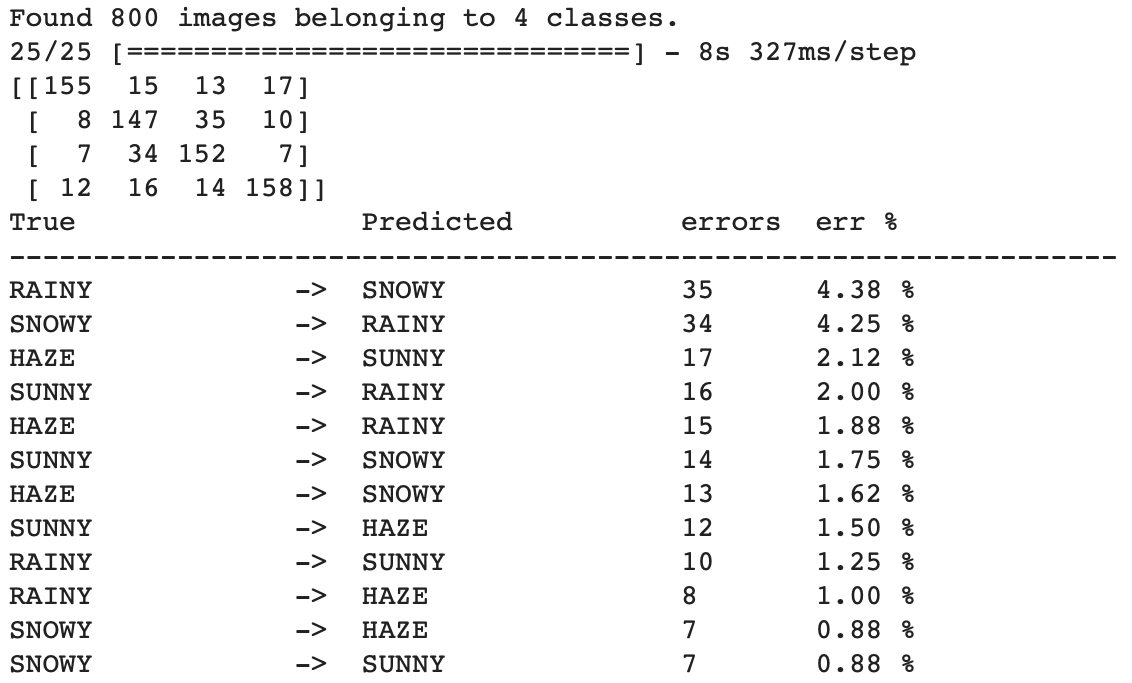 Found 800 images belonging to 4 classes.
25/25 [==============================] - 8s 327ms/step
[[155  15  13  17]
 [  8 147  35  10]
 [  7  34 152   7]
 [ 12  16  14 158]]
True                 Predicted          errors  err %
------------------------------------------------------------------
RAINY            ->  SNOWY              35      4.38 %
SNOWY            ->  RAINY              34      4.25 %
HAZE             ->  SUNNY              17      2.12 %
SUNNY            ->  RAINY              16      2.00 %
HAZE             ->  RAINY              15      1.88 %
SUNNY            ->  SNOWY              14      1.75 %
HAZE             ->  SNOWY              13      1.62 %
SUNNY            ->  HAZE               12      1.50 %
RAINY            ->  SUNNY              10      1.25 %
RAINY            ->  HAZE               8       1.00 %
SNOWY            ->  HAZE               7       0.88 %
SNOWY            ->  SUNNY              7       0.88 %